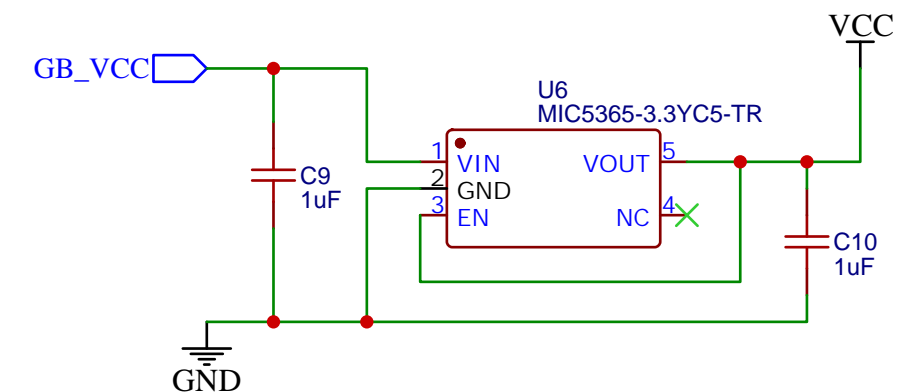 VCC
GB_VCC
U6
MIC5365-3.3YC5-TR
1
VIN
VOUT
5
2
GND
3
EN
NC
4
C9
1uF
C10
1uF
GND